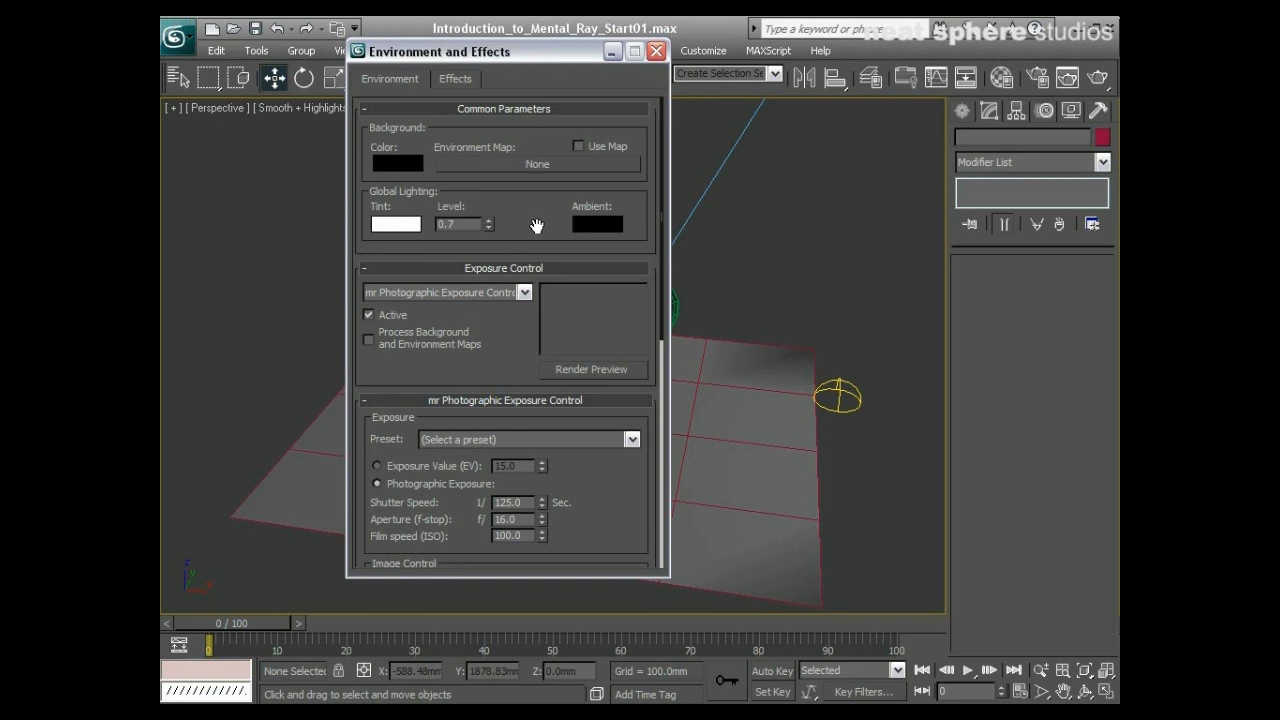 Introduction_to_Mental_Ray_Start01.max
Type a keyword or
studios
Edit Tools Group
Customize MAXScript Help
Environment and Effects
Environment Effects
Create Selection Se
[ + ] [ Perspective ] [ Smooth + Highlights
Common Parameters
Background:
Color: Environment Map: Use Map
None
Global Lighting:
Tint: Level: Ambient:
0.7
Modifier List
Exposure Control
mr Photographic Exposure Contro
Active
Process Background
and Environment Maps
Render Preview
mr Photographic Exposure Control
Exposure
Preset: (Select a preset)
Exposure Value (EV): 15.0
Photographic Exposure:
Shutter Speed: 1/ 125.0 Sec.
Aperture (f-stop): f/ 16.0
Film speed (ISO): 100.0
Image Control
z
y
< 0 / 100 >
0 10 20 30 40 50 60 70 80 90 100
None Selected X: -588.48mm Y: 1878.83mm Z: 0.0mm Grid = 100.0mm Auto Key Selected
Click and drag to select and move objects Add Time Tag Set Key Key Filters... 0